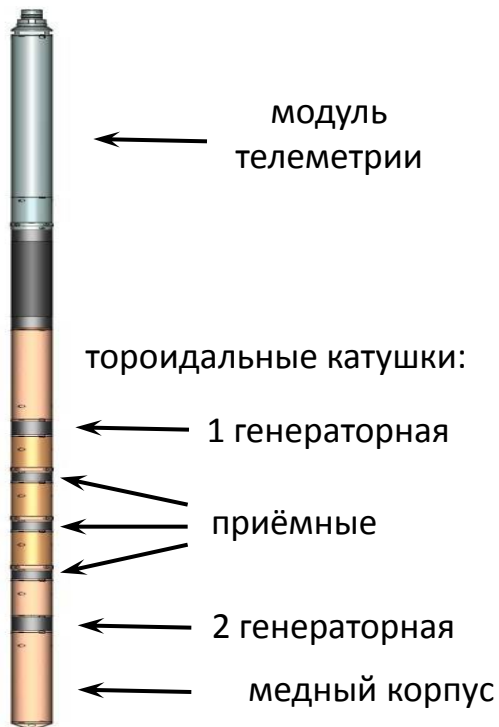 модуль
телеметрии
тороидальные катушки:
1 генераторная
приёмные
2 генераторная
медный корпус